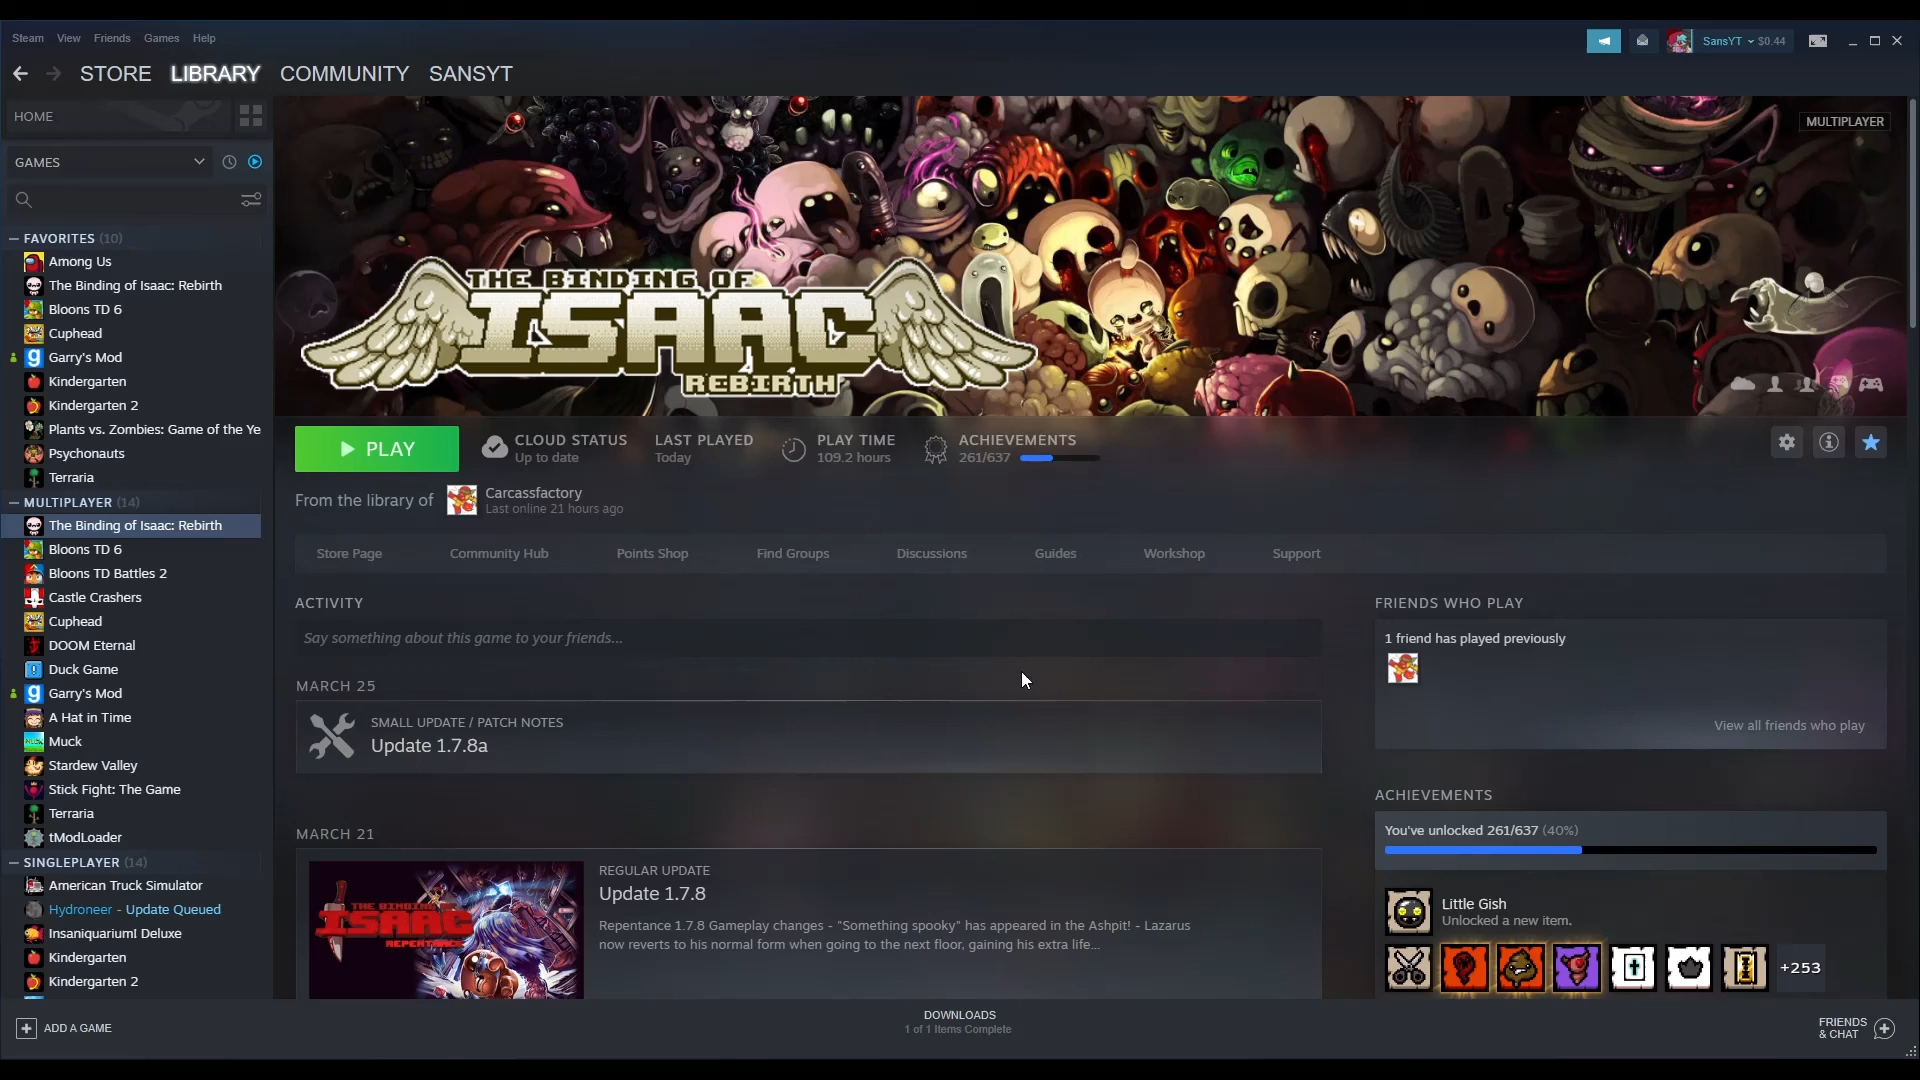 Steam View Friends Games Help
SansYT $0.44
STORE LIBRARY COMMUNITY SANSYT
HOME
GAMES
FAVORITES (10)
Among Us
The Binding of Isaac: Rebirth
Bloons TD 6
Cuphead
Garry's Mod
Kindergarten
Kindergarten 2
Plants vs. Zombies: Game of the Ye
Psychonauts
Terraria
MULTIPLAYER (14)
The Binding of Isaac: Rebirth
Bloons TD 6
Bloons TD Battles 2
Castle Crashers
Cuphead
DOOM Eternal
Duck Game
Garry's Mod
A Hat in Time
Muck
Stardew Valley
Stick Fight: The Game
Terraria
tModLoader
SINGLEPLAYER (14)
American Truck Simulator
Hydroneer - Update Queued
Insaniquarium! Deluxe
Kindergarten
Kindergarten 2
MULTIPLAYER
THE BINDING OF
ISAAC
REBIRTH
PLAY
CLOUD STATUS
Up to date
LAST PLAYED
Today
PLAY TIME
109.2 hours
ACHIEVEMENTS
261/637
From the library of
Carcassfactory
Last online 21 hours ago
Store Page Community Hub Points Shop Find Groups Discussions Guides Workshop Support
ACTIVITY
Say something about this game to your friends...
MARCH 25
SMALL UPDATE / PATCH NOTES
Update 1.7.8a
MARCH 21
THE BINDING OF
ISAAC
REPENTANCE
REGULAR UPDATE
Update 1.7.8
Repentance 1.7.8 Gameplay changes - "Something spooky" has appeared in the Ashpit! - Lazarus
now reverts to his normal form when going to the next floor, gaining his extra life...
FRIENDS WHO PLAY
1 friend has played previously
View all friends who play
ACHIEVEMENTS
You've unlocked 261/637 (40%)
Little Gish
Unlocked a new item.
+253
ADD A GAME
DOWNLOADS
1 of 1 Items Complete
FRIENDS
& CHAT